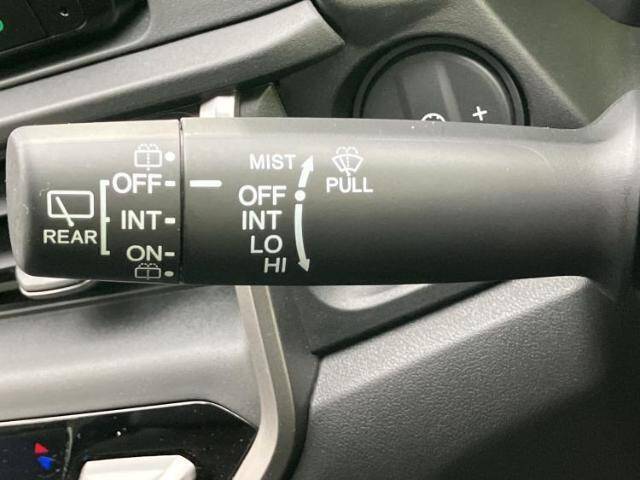 OFF
INT
ON
REAR
MIST
OFF
INT
LO
HI
PULL
+